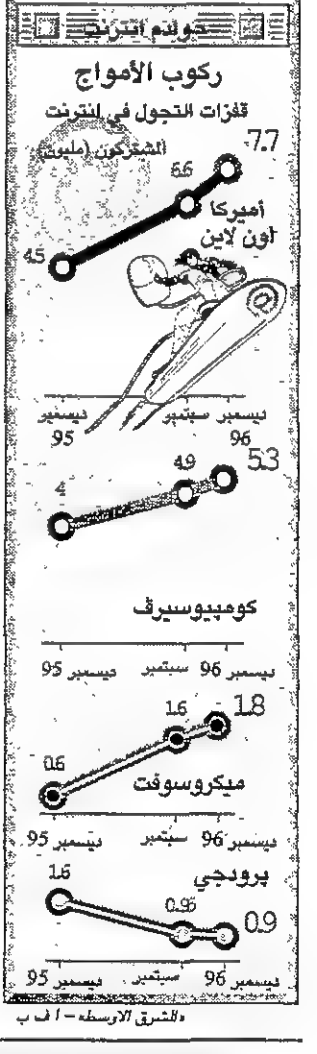 حوادم انترنت
ركوب الأمواج
قفزات التجول في انترنت
المشتركون (مليون)
7.7
6.6
4.5
أميركا
أون لاين
ديسمبر سبتمبر ديسمبر
95 96
5.3
4.9
4
كومبيوسيرف
ديسمبر 95 سبتمبر ديسمبر 96
1.8
1.6
0.6
ميكروسوفت
ديسمبر 95 سبتمبر ديسمبر 96
برودجي
1.6
0.95
0.9
ديسمبر 95 سبتمبر ديسمبر 96
«الشرق الاوسط» - أ ف ب